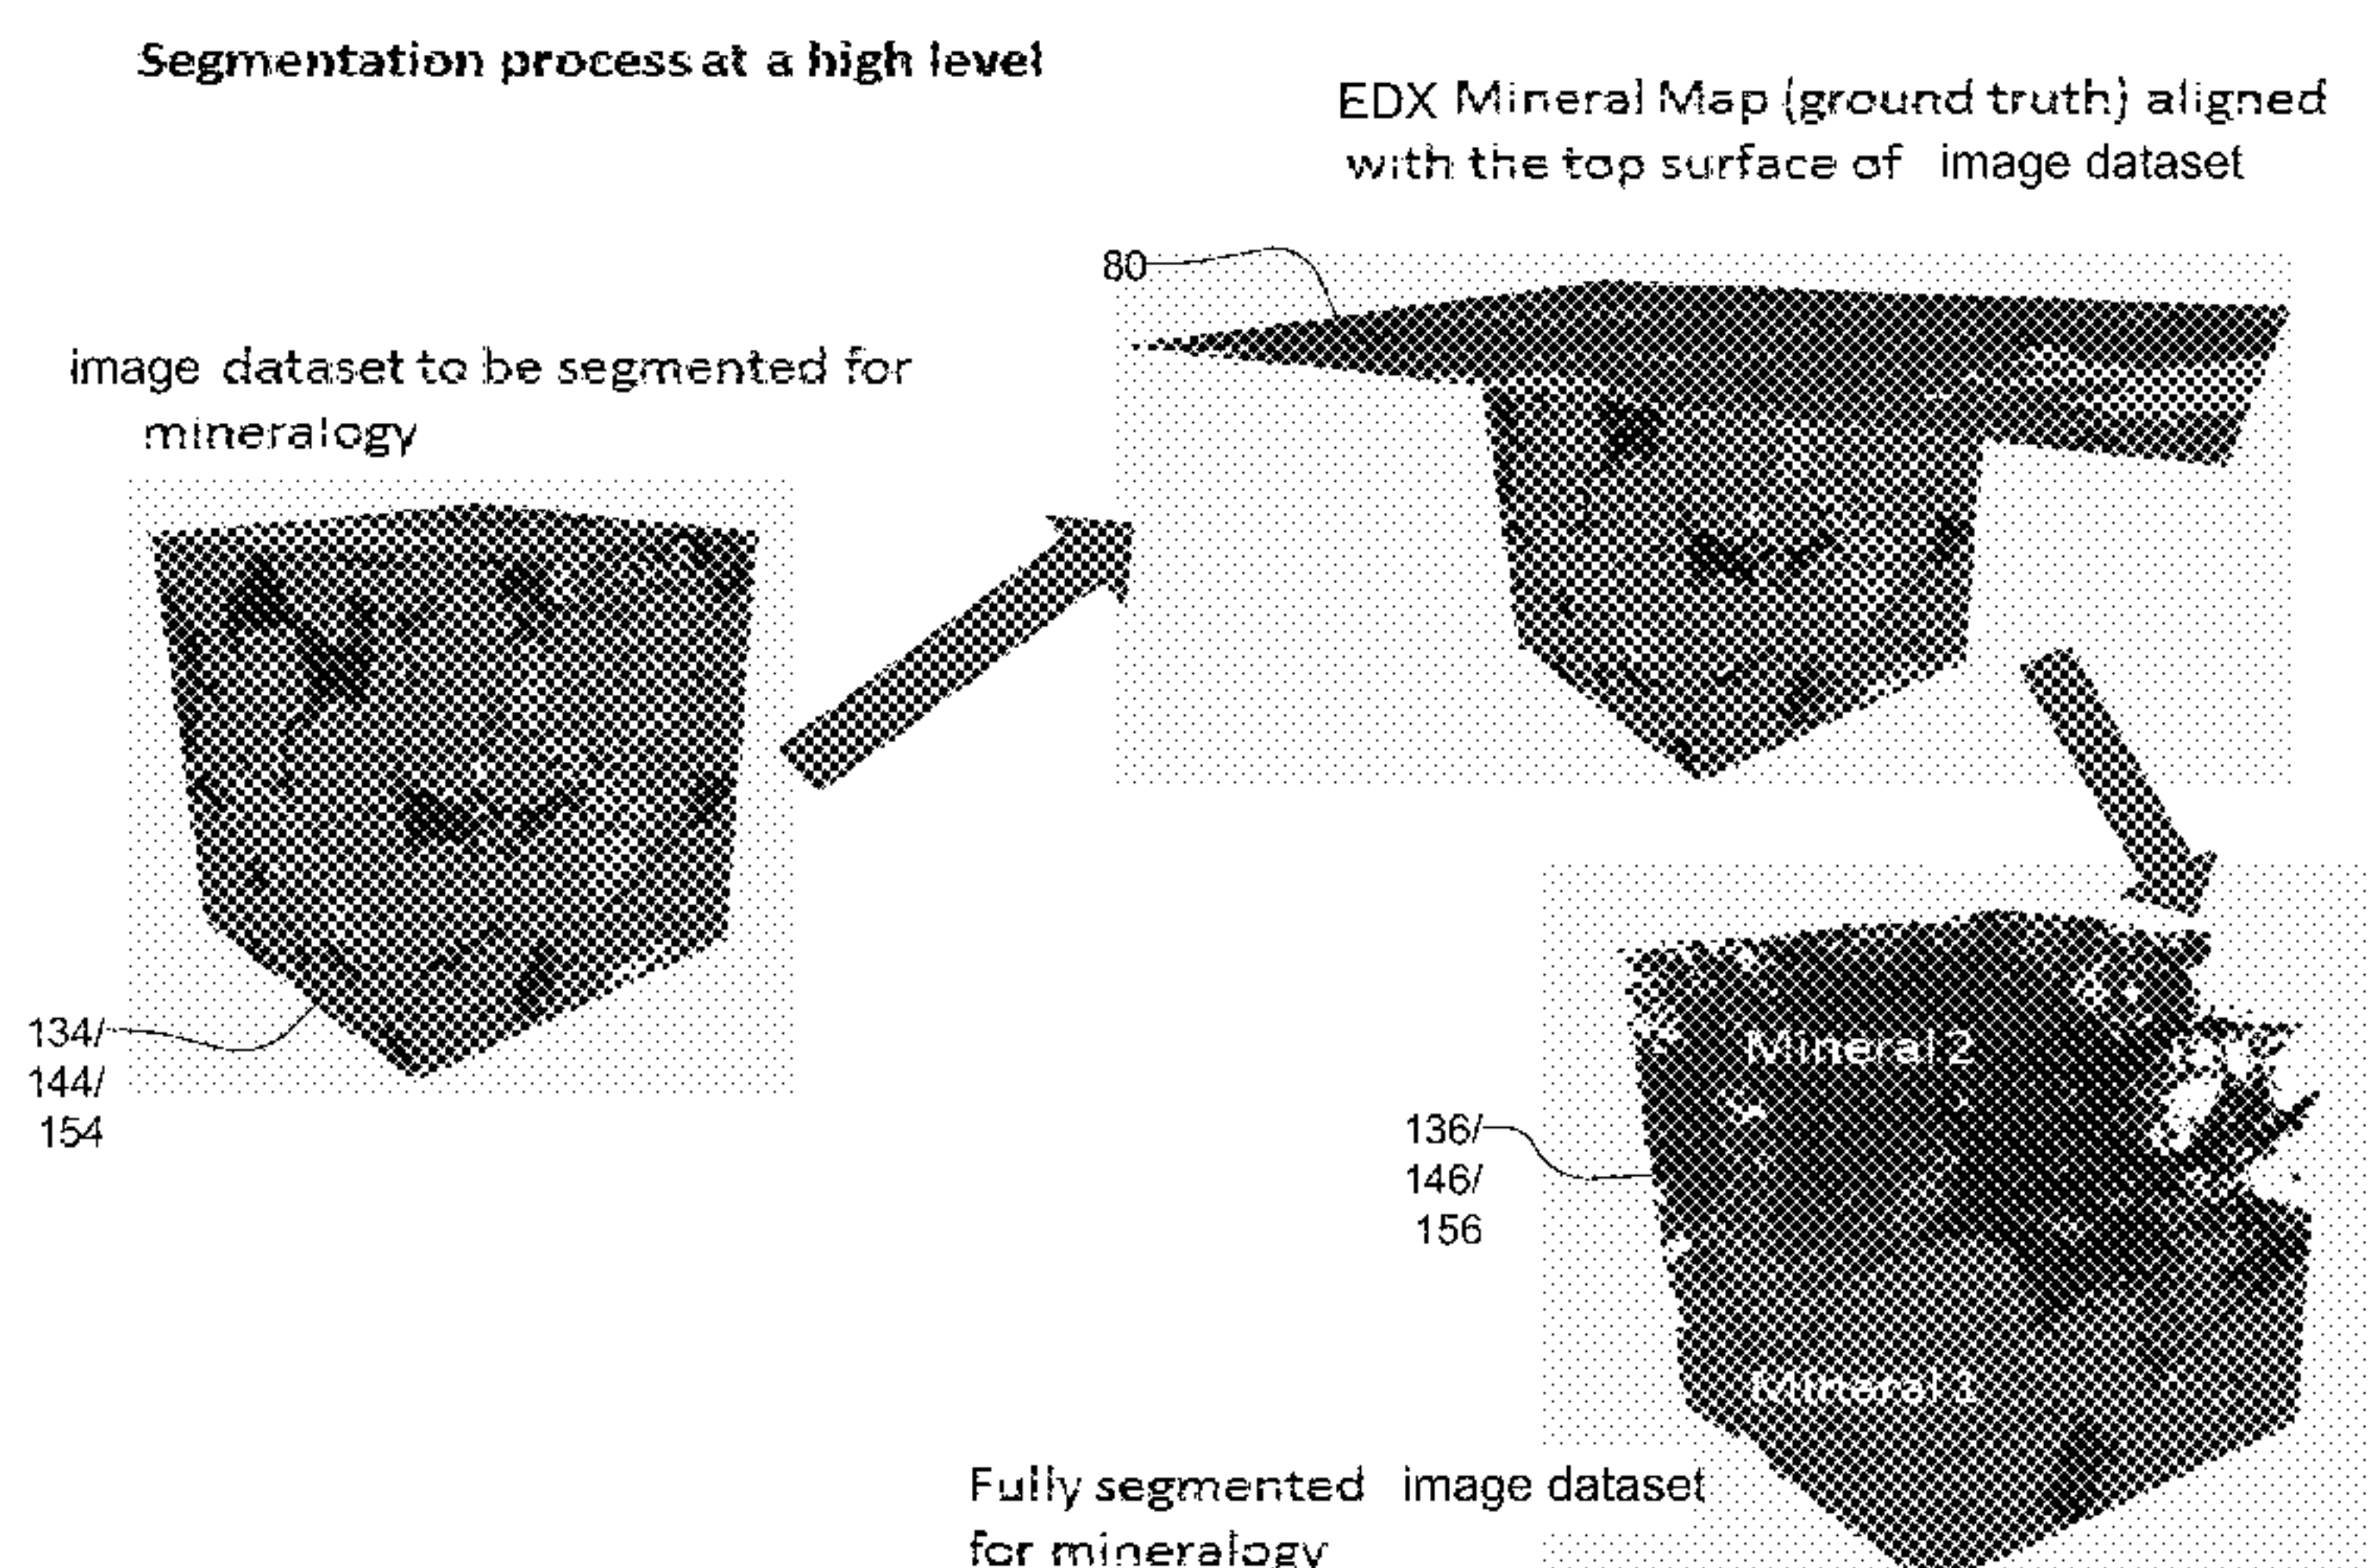 Segmentation process at a high level
EDX Mineral Map (ground truth) aligned
with the top surface of image dataset
80
image dataset to be segmented for
mineralogy
134/
144/
154
Mineral 2
136/
146/
156
Mineral 1
Fully segmented image dataset
for mineralogy